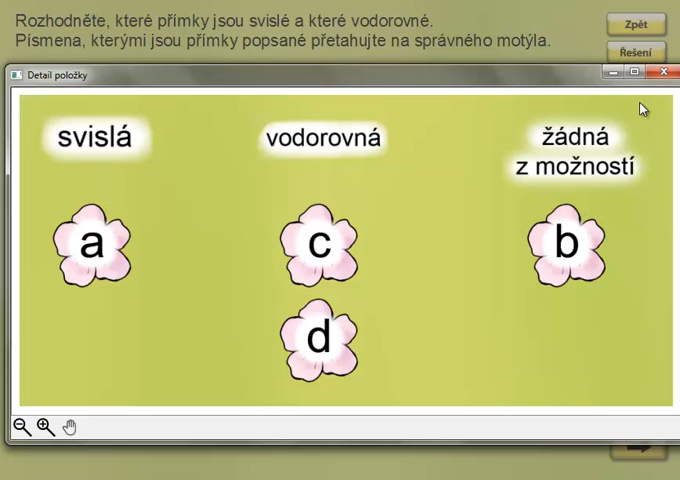 Rozhodněte, které přímky jsou svislé a které vodorovné.
Písmena, kterými jsou přímky popsané přetahujte na správného motýla.
Zpět
Řešení
Detail položky
svislá
vodorovná
žádná
z možností
a
c
b
d